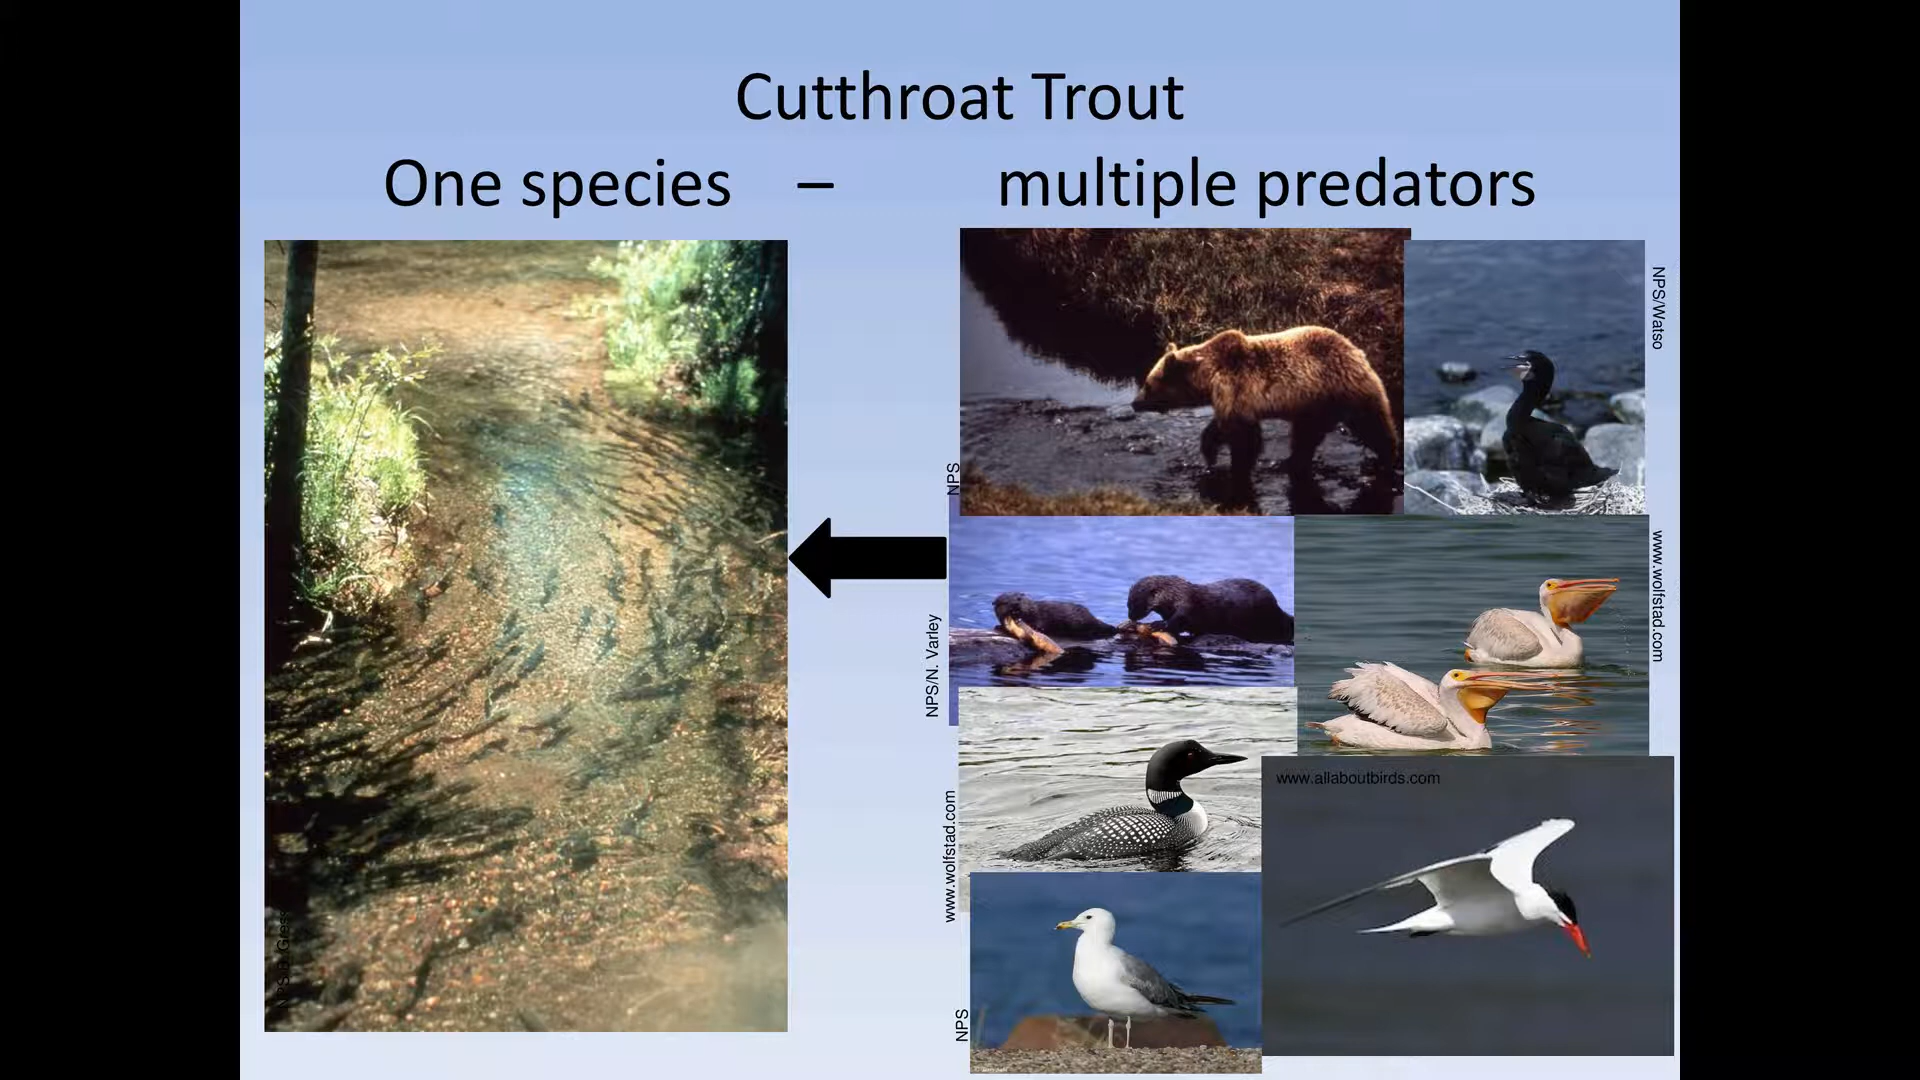 Cutthroat Trout
One species – multiple predators
NPS/Watso
NPS
www.wolfstad.com
NPS/N. Varley
www.allaboutbirds.com
www.wolfstad.com
NPS